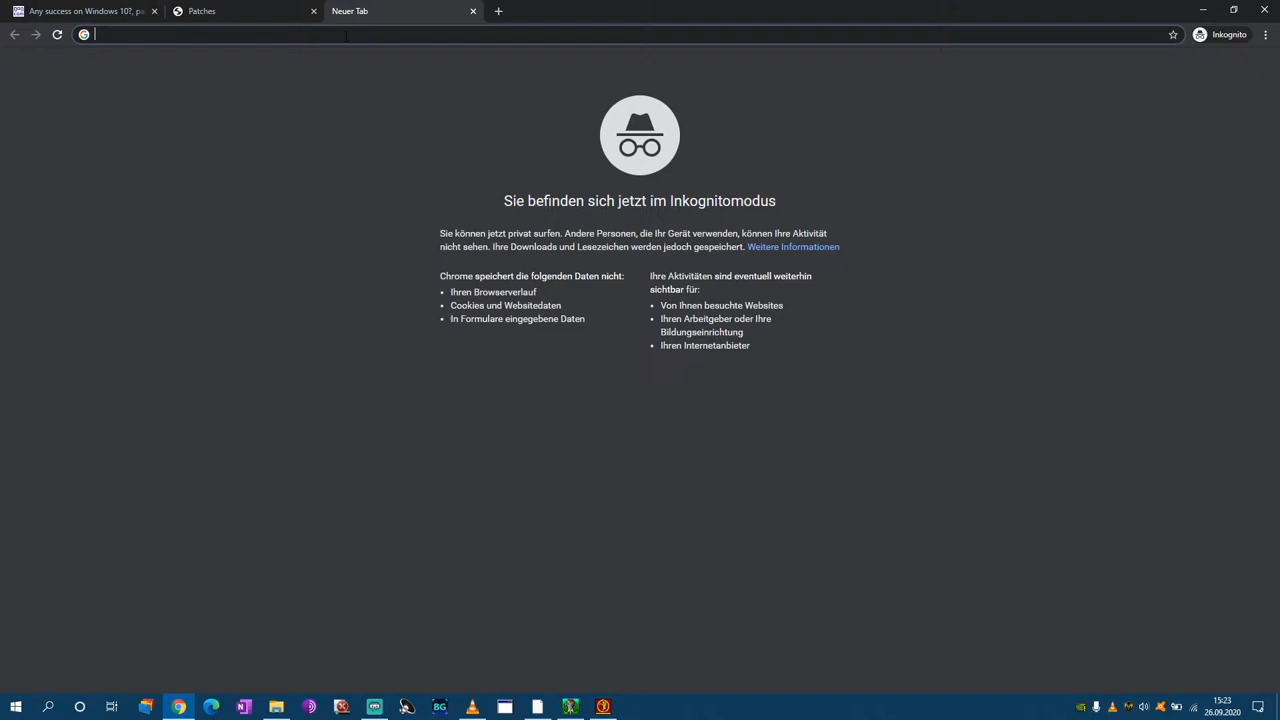 Any success on Windows 10?, pa
Patches
Neuer Tab
Inkognito
Sie befinden sich jetzt im Inkognitomodus
Sie können jetzt privat surfen. Andere Personen, die Ihr Gerät verwenden, können Ihre Aktivität
nicht sehen. Ihre Downloads und Lesezeichen werden jedoch gespeichert. Weitere Informationen
Chrome speichert die folgenden Daten nicht:
Ihren Browserverlauf
Cookies und Websitedaten
In Formulare eingegebene Daten
Ihre Aktivitäten sind eventuell weiterhin
sichtbar für:
Von Ihnen besuchte Websites
Ihren Arbeitgeber oder Ihre
Bildungseinrichtung
Ihren Internetanbieter
BG
15:23
26.09.2020